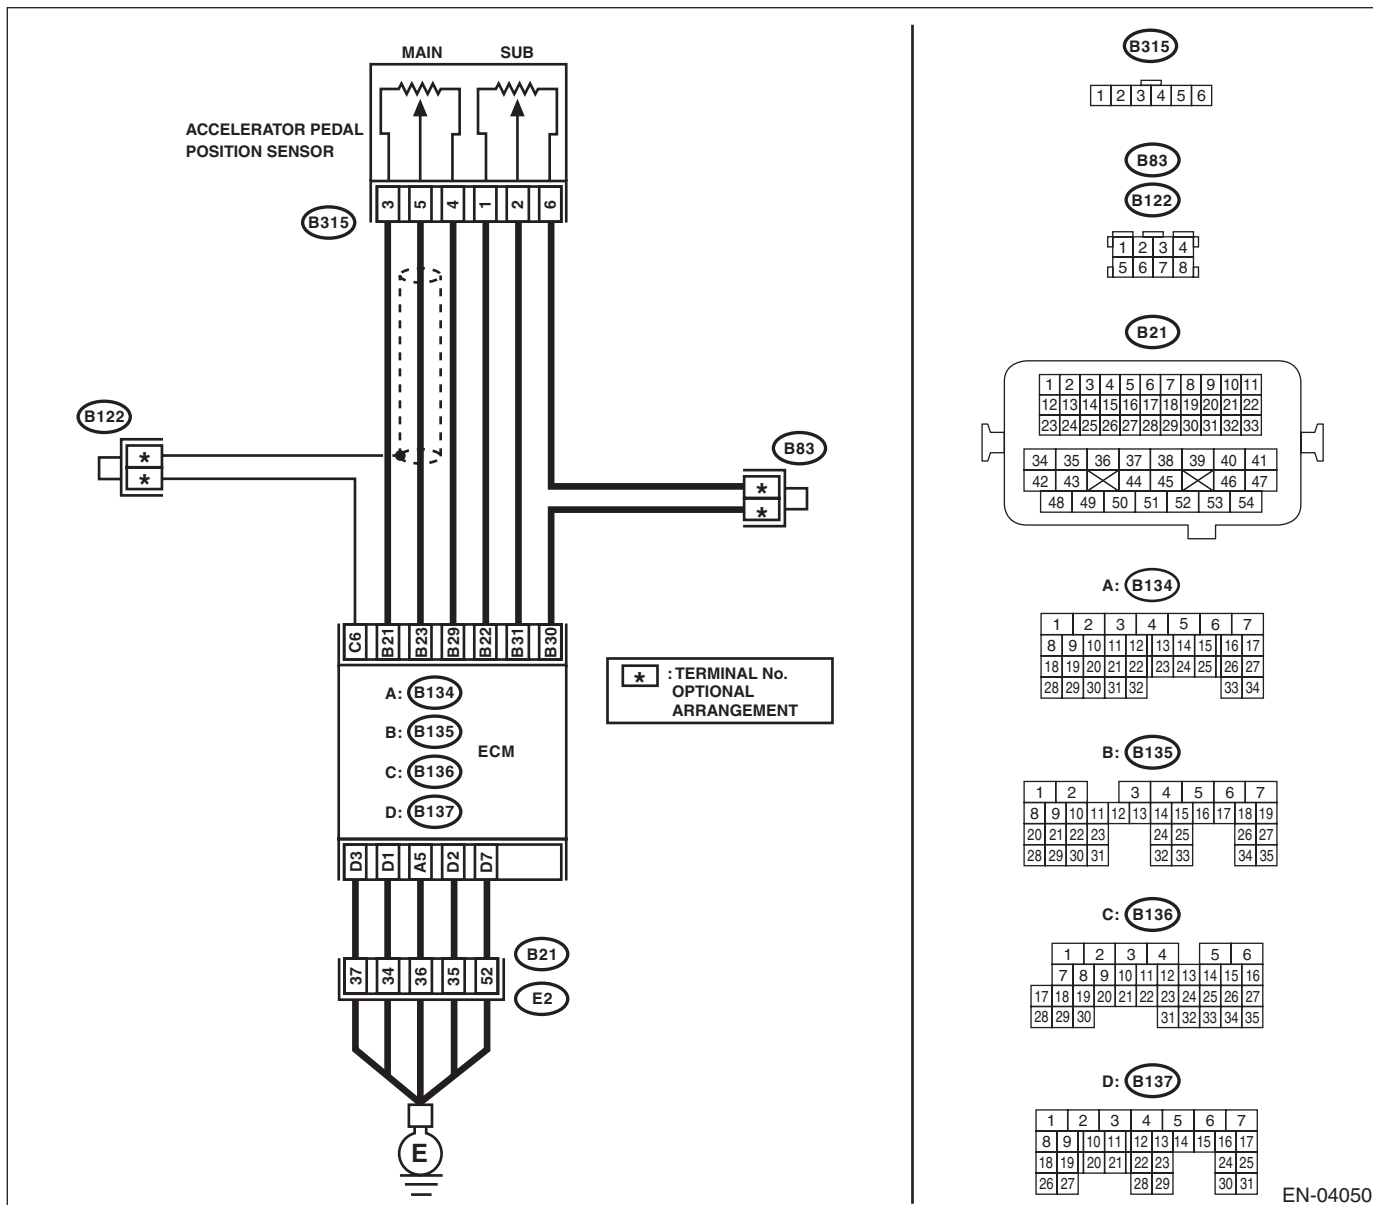 MAIN SUB
ACCELERATOR PEDAL
POSITION SENSOR
3 5 4 1 2 6
B315
B122
*
*
B83
*
*
C6 B21 B23 B29 B22 B31 B30
A: B134
B: B135
ECM
C: B136
D: B137
* : TERMINAL No.
OPTIONAL
ARRANGEMENT
D3 D1 A5 D2 D7
B21
37 34 36 35 52
E2
E
B315
1 2 3 4 5 6
B83
B122
1 2 3 4
5 6 7 8
B21
1 2 3 4 5 6 7 8 9 10 11
12 13 14 15 16 17 18 19 20 21 22
23 24 25 26 27 28 29 30 31 32 33
34 35 36 37 38 39 40 41
42 43 44 45 46 47
48 49 50 51 52 53 54
A: B134
1 2 3 4 5 6 7
8 9 10 11 12 13 14 15 16 17
18 19 20 21 22 23 24 25 26 27
28 29 30 31 32 33 34
B: B135
1 2 3 4 5 6 7
8 9 10 11 12 13 14 15 16 17 18 19
20 21 22 23 24 25 26 27
28 29 30 31 32 33 34 35
C: B136
1 2 3 4 5 6
7 8 9 10 11 12 13 14 15 16
17 18 19 20 21 22 23 24 25 26 27
28 29 30 31 32 33 34 35
D: B137
1 2 3 4 5 6 7
8 9 10 11 12 13 14 15 16 17
18 19 20 21 22 23 24 25
26 27 28 29 30 31
EN-04050